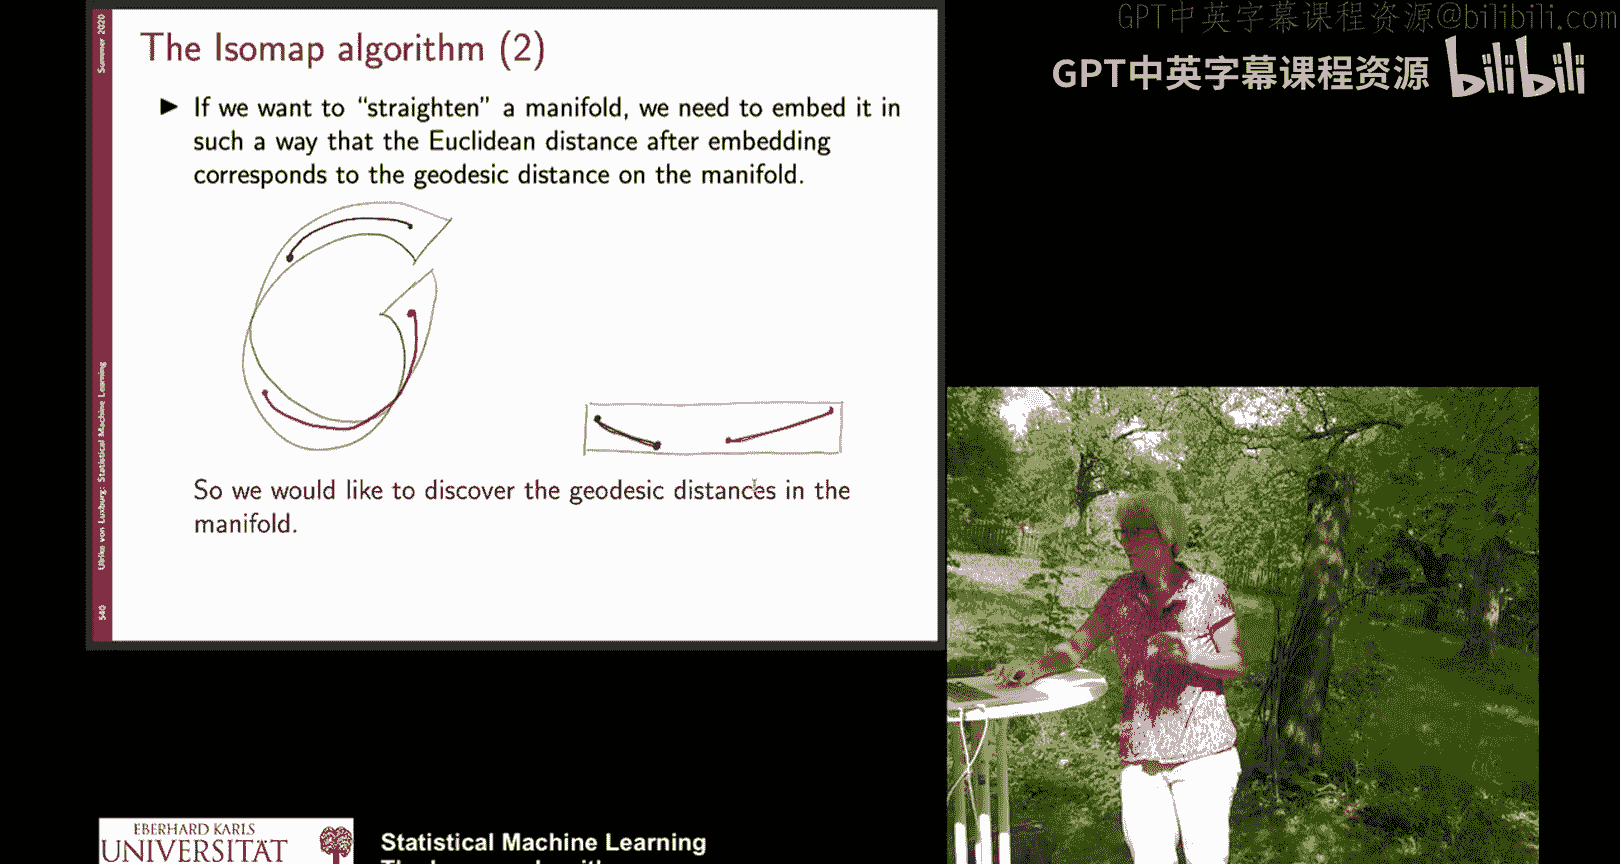 GPT中英字幕课程资源@bilibili.com
GPT中英字幕课程资源 bilibili
Summer 2020
The Isomap algorithm (2)
► If we want to “straighten” a manifold, we need to embed it in
such a way that the Euclidean distance after embedding
corresponds to the geodesic distance on the manifold.
So we would like to discover the geodesic distances in the
manifold.
Ulrike von Luxburg: Statistical Machine Learning
540
EBERHARD KARLS
UNIVERSITÄT
Statistical Machine Learning